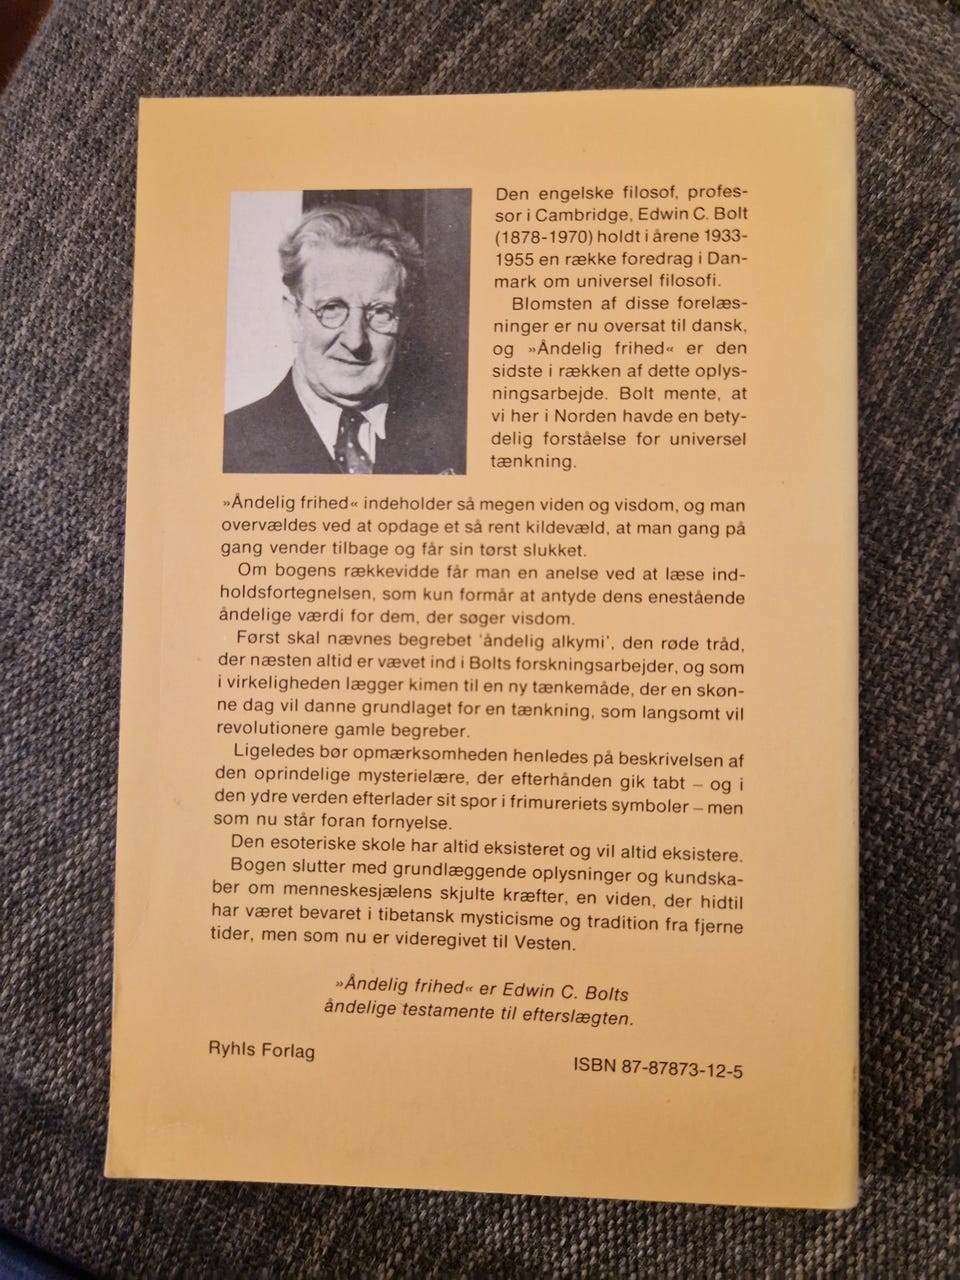 Den engelske filosof, profes-
sor i Cambridge, Edwin C. Bolt
(1878-1970) holdt i årene 1933-
1955 en række foredrag i Dan-
mark om universel filosofi.
Blomsten af disse forelæs-
ninger er nu oversat til dansk,
og »Åndelig frihed« er den
sidste i rækken af dette oplys-
ningsarbejde. Bolt mente, at
vi her i Norden havde en bety-
delig forståelse for universel
tænkning.
»Åndelig frihed« indeholder så megen viden og visdom, og man
overvældes ved at opdage et så rent kildevæld, at man gang på
gang vender tilbage og får sin tørst slukket.
Om bogens rækkevidde får man en anelse ved at læse ind-
holdsfortegnelsen, som kun formår at antyde dens enestående
åndelige værdi for dem, der søger visdom.
Først skal nævnes begrebet 'åndelig alkymi', den røde tråd,
der næsten altid er vævet ind i Bolts forskningsarbejder, og som
i virkeligheden lægger kimen til en ny tænkemåde, der en skøn-
ne dag vil danne grundlaget for en tænkning, som langsomt vil
revolutionere gamle begreber.
Ligeledes bør opmærksomheden henledes på beskrivelsen af
den oprindelige mysterielære, der efterhånden gik tabt – og i
den ydre verden efterlader sit spor i frimureriets symboler – men
som nu står foran fornyelse.
Den esoteriske skole har altid eksisteret og vil altid eksistere.
Bogen slutter med grundlæggende oplysninger og kundska-
ber om menneskesjælens skjulte kræfter, en viden, der hidtil
har været bevaret i tibetansk mysticisme og tradition fra fjerne
tider, men som nu er videregivet til Vesten.
»Åndelig frihed« er Edwin C. Bolts
åndelige testamente til efterslægten.
Ryhls Forlag
ISBN 87-87873-12-5